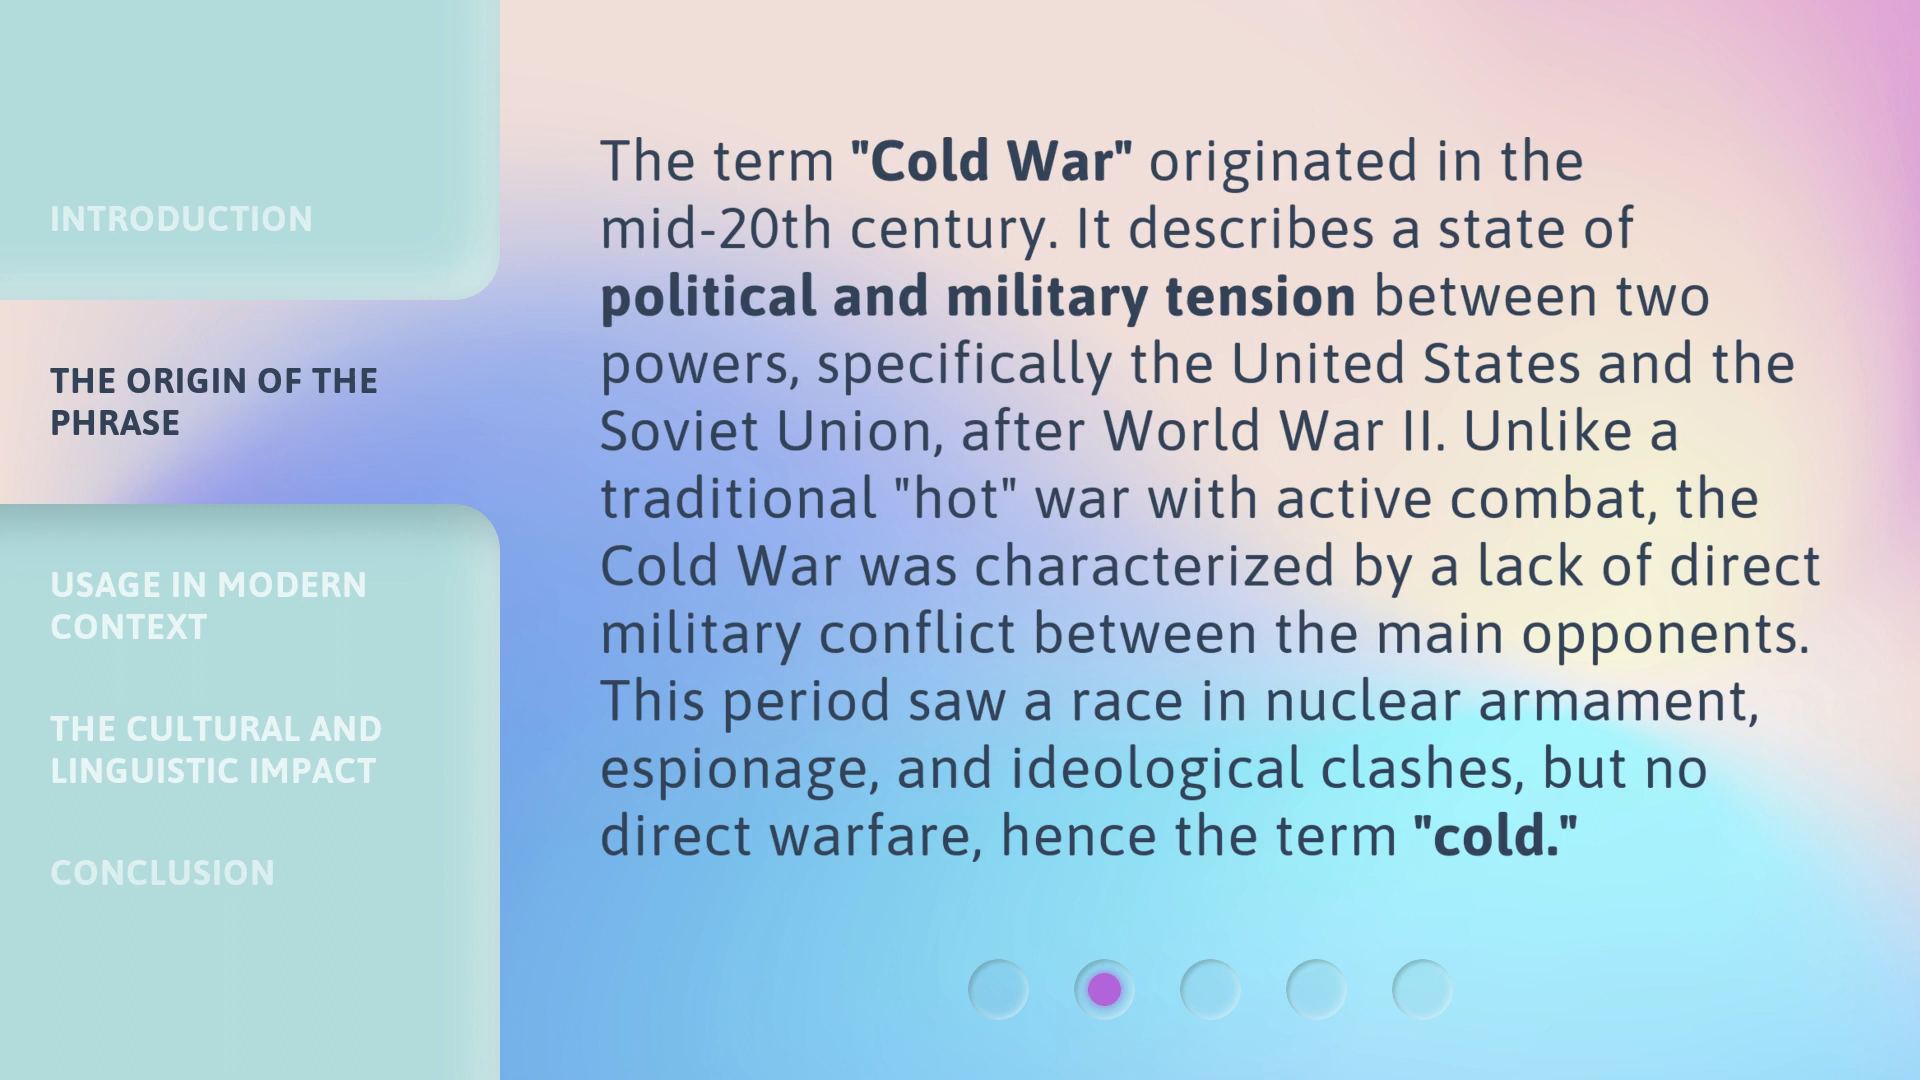 INTRODUCTION
THE ORIGIN OF THE
PHRASE
USAGE IN MODERN
CONTEXT
THE CULTURAL AND
LINGUISTIC IMPACT
CONCLUSION
The term "Cold War" originated in the
mid-20th century. It describes a state of
political and military tension between two
powers, specifically the United States and the
Soviet Union, after World War II. Unlike a
traditional "hot" war with active combat, the
Cold War was characterized by a lack of direct
military conflict between the main opponents.
This period saw a race in nuclear armament,
espionage, and ideological clashes, but no
direct warfare, hence the term "cold."